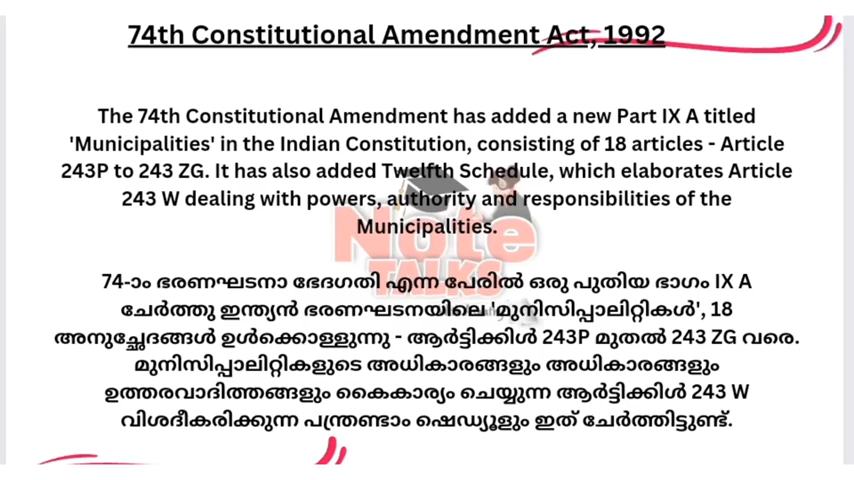 74th Constitutional Amendment Act, 1992
The 74th Constitutional Amendment has added a new Part IX A titled
'Municipalities' in the Indian Constitution, consisting of 18 articles - Article
243P to 243 ZG. It has also added Twelfth Schedule, which elaborates Article
243 W dealing with powers, authority and responsibilities of the
Municipalities.
Note
TALKS
74-ാം ഭരണഘടനാ ഭേദഗതി എന്ന പേരിൽ ഒരു പുതിയ ഭാഗം IX A
ചേർത്തു ഇന്ത്യൻ ഭരണഘടനയിലെ 'മുനിസിപ്പാലിറ്റികൾ', 18
അനുച്ഛേദങ്ങൾ ഉൾക്കൊള്ളുന്നു - ആർട്ടിക്കിൾ 243P മുതൽ 243 ZG വരെ.
മുനിസിപ്പാലിറ്റികളുടെ അധികാരങ്ങളും അധികാരങ്ങളും
ഉത്തരവാദിത്തങ്ങളും കൈകാര്യം ചെയ്യുന്ന ആർട്ടിക്കിൾ 243 W
വിശദീകരിക്കുന്ന പന്ത്രണ്ടാം ഷെഡ്യൂളും ഇത് ചേർത്തിട്ടുണ്ട്.